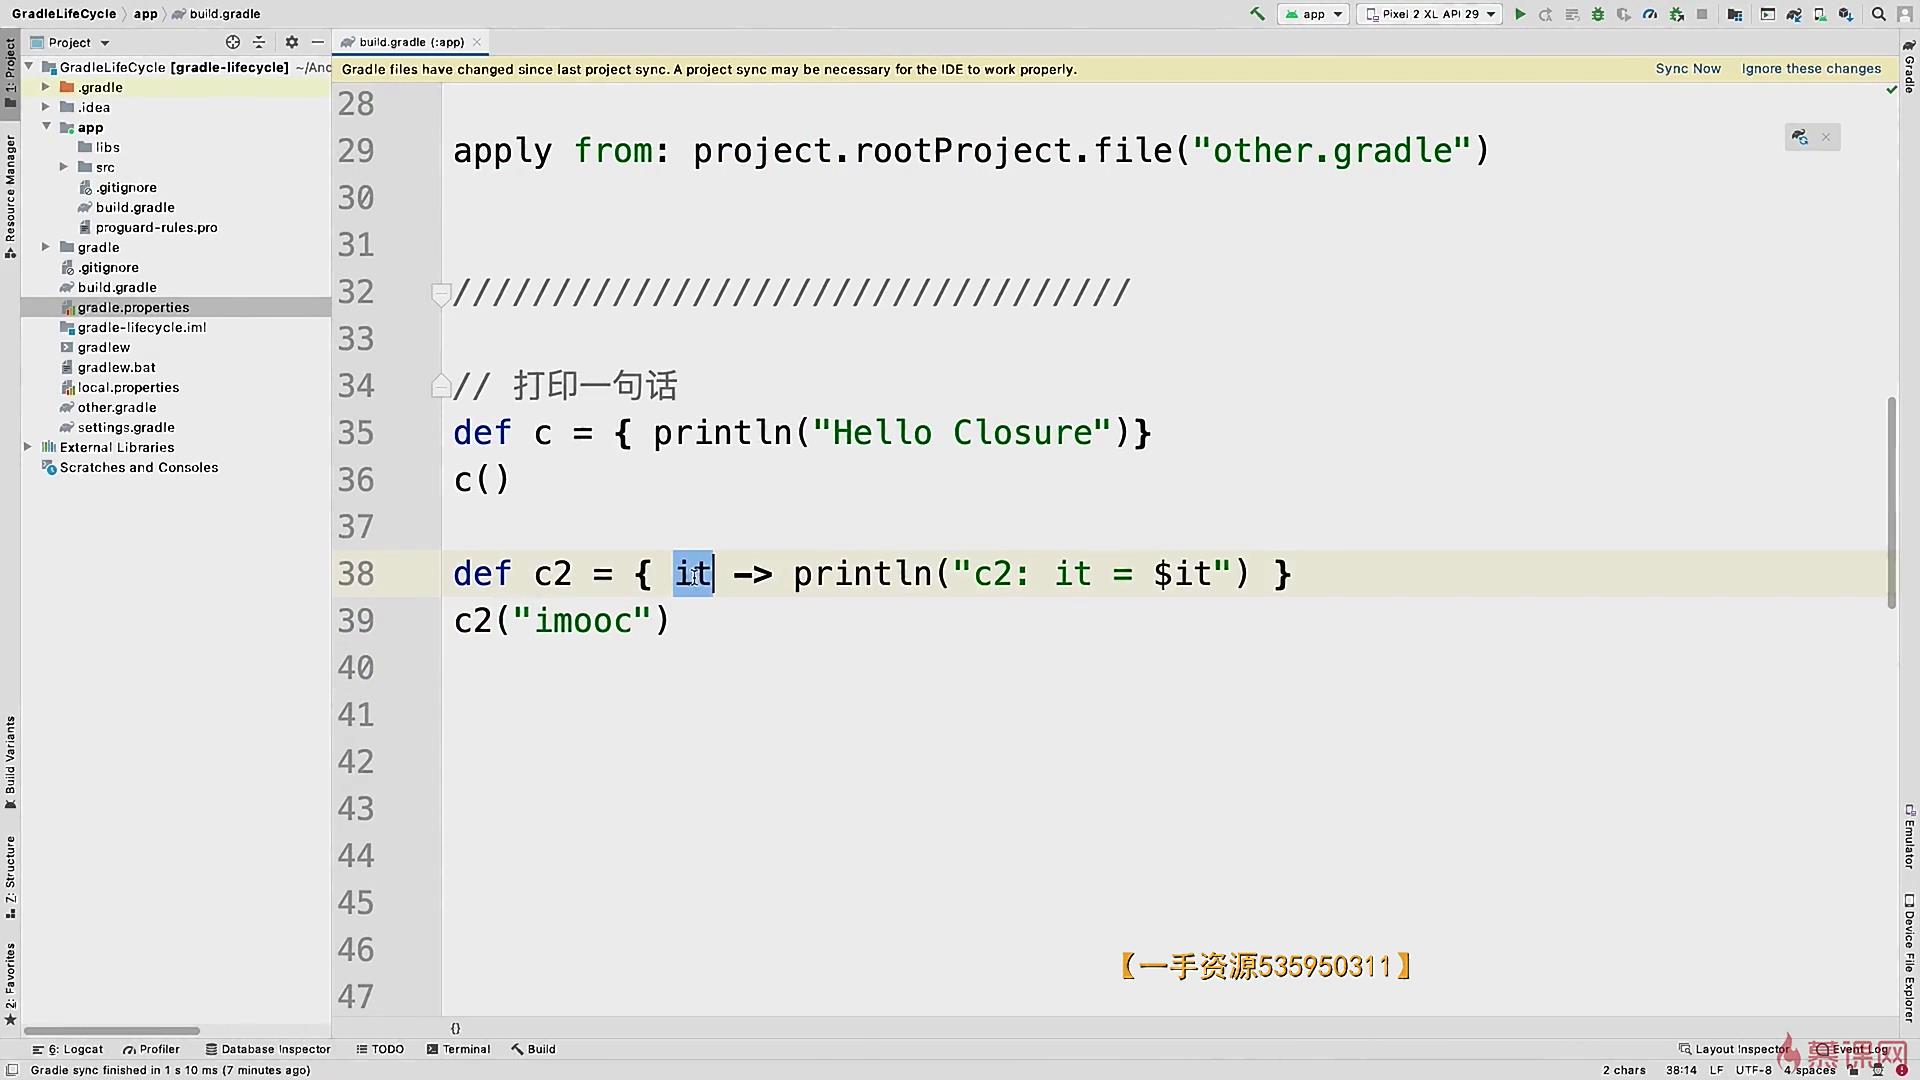 GradleLifeCycle app build.gradle
app Pixel 2 XL API 29
Project
build.gradle (:app)
Gradle files have changed since last project sync. A project sync may be necessary for the IDE to work properly.
Sync Now Ignore these changes
1: Project
Resource Manager
Build Variants
Z: Structure
2: Favorites
GradleLifeCycle [gradle-lifecycle] ~/Anc
.gradle
.idea
app
libs
src
.gitignore
build.gradle
proguard-rules.pro
gradle
.gitignore
build.gradle
gradle.properties
gradle-lifecycle.iml
gradlew
gradlew.bat
local.properties
other.gradle
settings.gradle
External Libraries
Scratches and Consoles
28
29 apply from: project.rootProject.file("other.gradle")
30
31
32 //////////////////////////////////
33
34 // 打印一句话
35 def c = { println("Hello Closure")}
36 c()
37
38 def c2 = { it -> println("c2: it = $it") }
39 c2("imooc")
40
41
42
43
44
45
46
47
【一手资源535950311】
{}
Gradle
Emulator
Device File Explorer
6: Logcat Profiler Database Inspector TODO Terminal Build
Layout Inspector Event Log
慕课网
Gradle sync finished in 1 s 10 ms (7 minutes ago)
2 chars 38:14 LF UTF-8 4 spaces